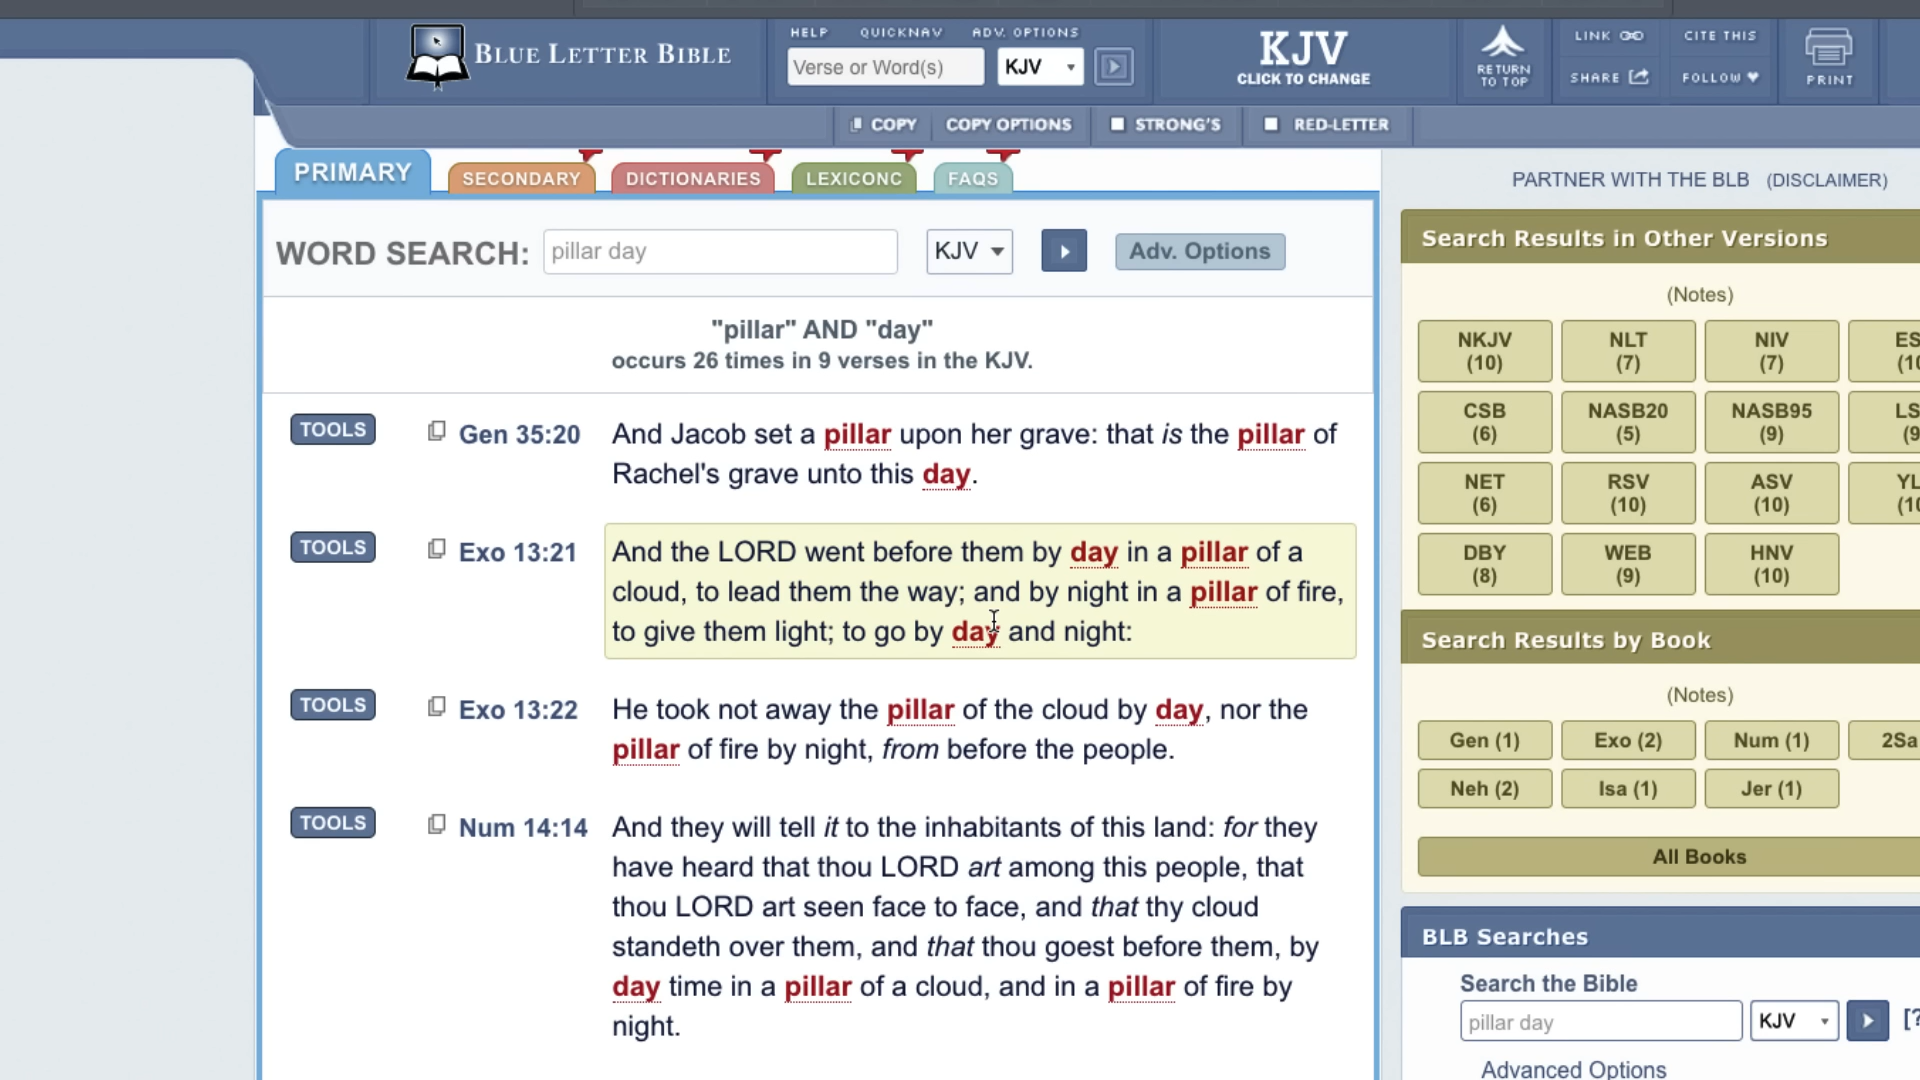 BLUE LETTER BIBLE
HELP QUICKNAV ADV. OPTIONS
Verse or Word(s) KJV
KJV
CLICK TO CHANGE
RETURN
TO TOP
LINK
SHARE
CITE THIS
FOLLOW
PRINT
COPY COPY OPTIONS STRONG'S RED-LETTER
PRIMARY SECONDARY DICTIONARIES LEXICONC FAQS
WORD SEARCH: pillar day KJV Adv. Options
"pillar" AND "day"
occurs 26 times in 9 verses in the KJV.
TOOLS Gen 35:20 And Jacob set a pillar upon her grave: that is the pillar of
Rachel's grave unto this day.
TOOLS Exo 13:21 And the LORD went before them by day in a pillar of a
cloud, to lead them the way; and by night in a pillar of fire,
to give them light; to go by day and night:
TOOLS Exo 13:22 He took not away the pillar of the cloud by day, nor the
pillar of fire by night, from before the people.
TOOLS Num 14:14 And they will tell it to the inhabitants of this land: for they
have heard that thou LORD art among this people, that
thou LORD art seen face to face, and that thy cloud
standeth over them, and that thou goest before them, by
day time in a pillar of a cloud, and in a pillar of fire by
night.
PARTNER WITH THE BLB (DISCLAIMER)
Search Results in Other Versions
(Notes)
NKJV NLT NIV ES
(10) (7) (7) (10
CSB NASB20 NASB95 LS
(6) (5) (9) (9
NET RSV ASV YL
(6) (10) (10) (10
DBY WEB HNV
(8) (9) (10)
Search Results by Book
(Notes)
Gen (1) Exo (2) Num (1) 2Sa
Neh (2) Isa (1) Jer (1)
All Books
BLB Searches
Search the Bible
pillar day KJV [?
Advanced Options